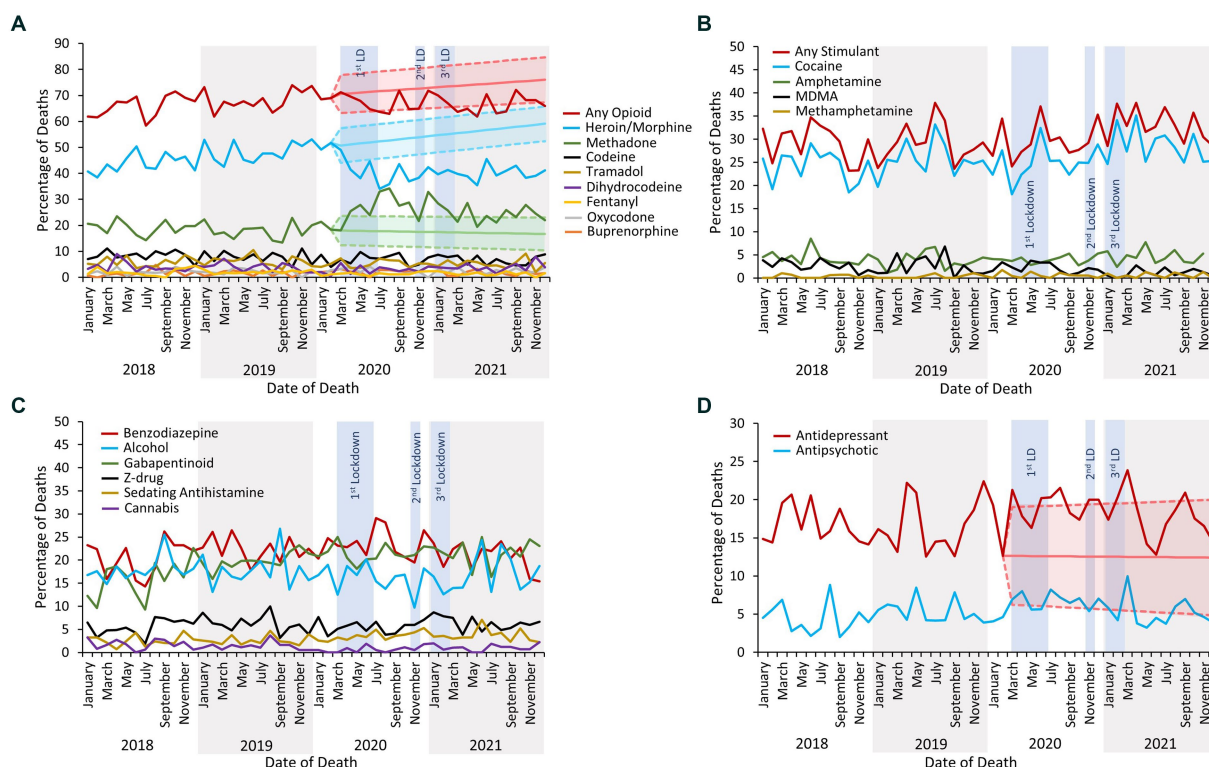 A
Percentage of Deaths
90
80
70
60
50
40
30
20
10
0
1st LD
2nd LD
3rd LD
Any Opioid
Heroin/Morphine
Methadone
Codeine
Tramadol
Dihydrocodeine
Fentanyl
Oxycodone
Buprenorphine
January
March
May
July
September
November
January
March
May
July
September
November
January
March
May
July
September
November
January
March
May
July
September
November
2018 2019 2020 2021
Date of Death
B
Percentage of Deaths
50
45
40
35
30
25
20
15
10
5
0
Any Stimulant
Cocaine
Amphetamine
MDMA
Methamphetamine
1st Lockdown
2nd Lockdown
3rd Lockdown
January
March
May
July
September
November
January
March
May
July
September
November
January
March
May
July
September
November
January
March
May
July
September
November
2018 2019 2020 2021
Date of Death
C
Percentage of Deaths
50
45
40
35
30
25
20
15
10
5
0
Benzodiazepine
Alcohol
Gabapentinoid
Z-drug
Sedating Antihistamine
Cannabis
1st Lockdown
2nd Lockdown
3rd Lockdown
January
March
May
July
September
November
January
March
May
July
September
November
January
March
May
July
September
November
January
March
May
July
September
November
2018 2019 2020 2021
Date of Death
D
Percentage of Deaths
30
25
20
15
10
5
0
Antidepressant
Antipsychotic
1st LD
2nd LD
3rd LD
January
March
May
July
September
November
January
March
May
July
September
November
January
March
May
July
September
November
January
March
May
July
September
November
2018 2019 2020 2021
Date of Death